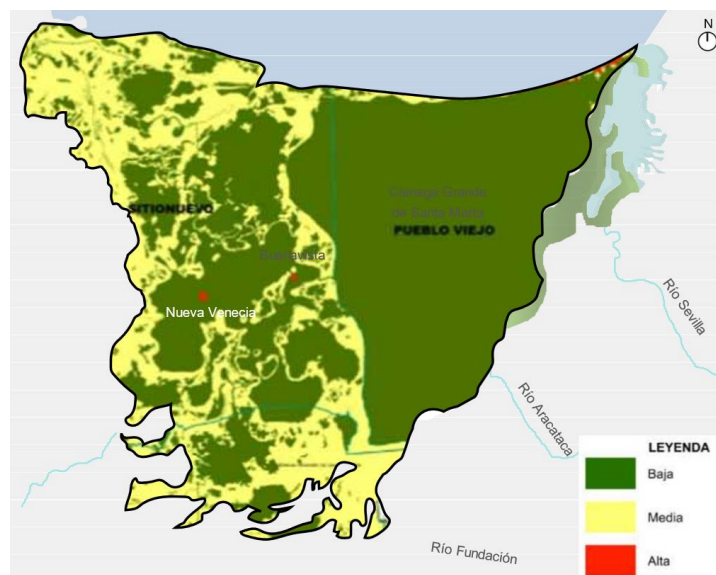 N
Cienaga Grande
de Santa Marta
SITIONUEVO
PUEBLO VIEJO
Buenavista
Nueva Venecia
Río Sevilla
Río Aracataca
Río Fundación
LEYENDA
Baja
Media
Alta